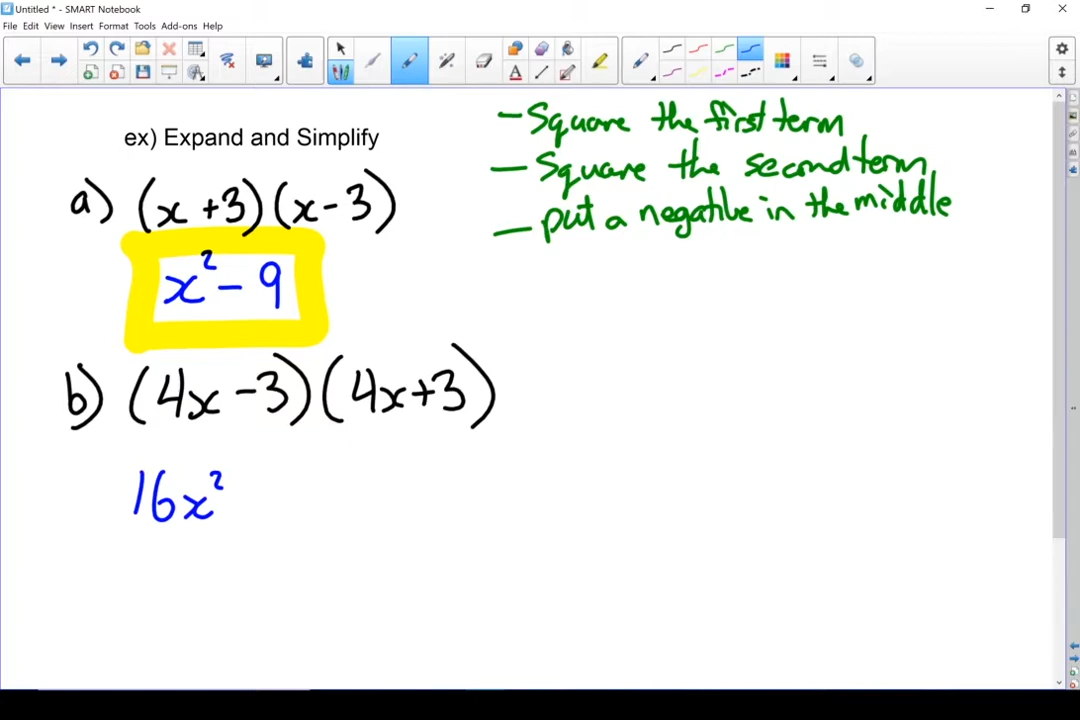 Untitled * - SMART Notebook
File Edit View Insert Format Tools Add-ons Help
ex) Expand and Simplify
- Square the first term
- Square the second term
- put a negative in the middle
a) (x + 3) (x - 3)
x² - 9
b) (4x - 3) (4x + 3)
16x²